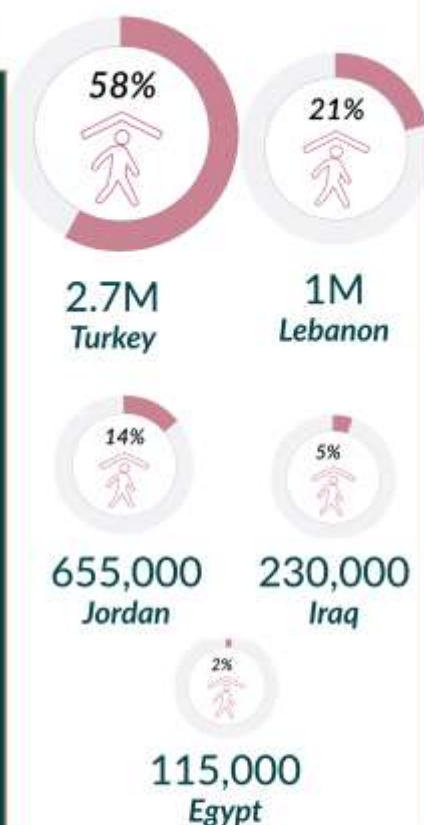 58%
2.7M
Turkey
21%
1M
Lebanon
14%
655,000
Jordan
5%
230,000
Iraq
2%
115,000
Egypt